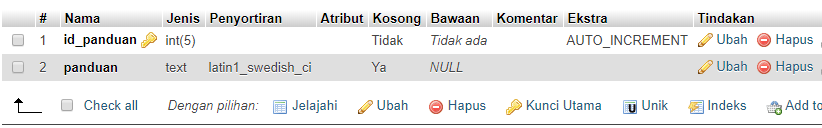 # Nama Jenis Penyortiran Atribut Kosong Bawaan Komentar Ekstra Tindakan
1 id_panduan int(5) Tidak Tidak ada AUTO_INCREMENT Ubah Hapus
2 panduan text latin1_swedish_ci Ya NULL Ubah Hapus
Check all Dengan pilihan: Jelajahi Ubah Hapus Kunci Utama Unik Indeks Add to